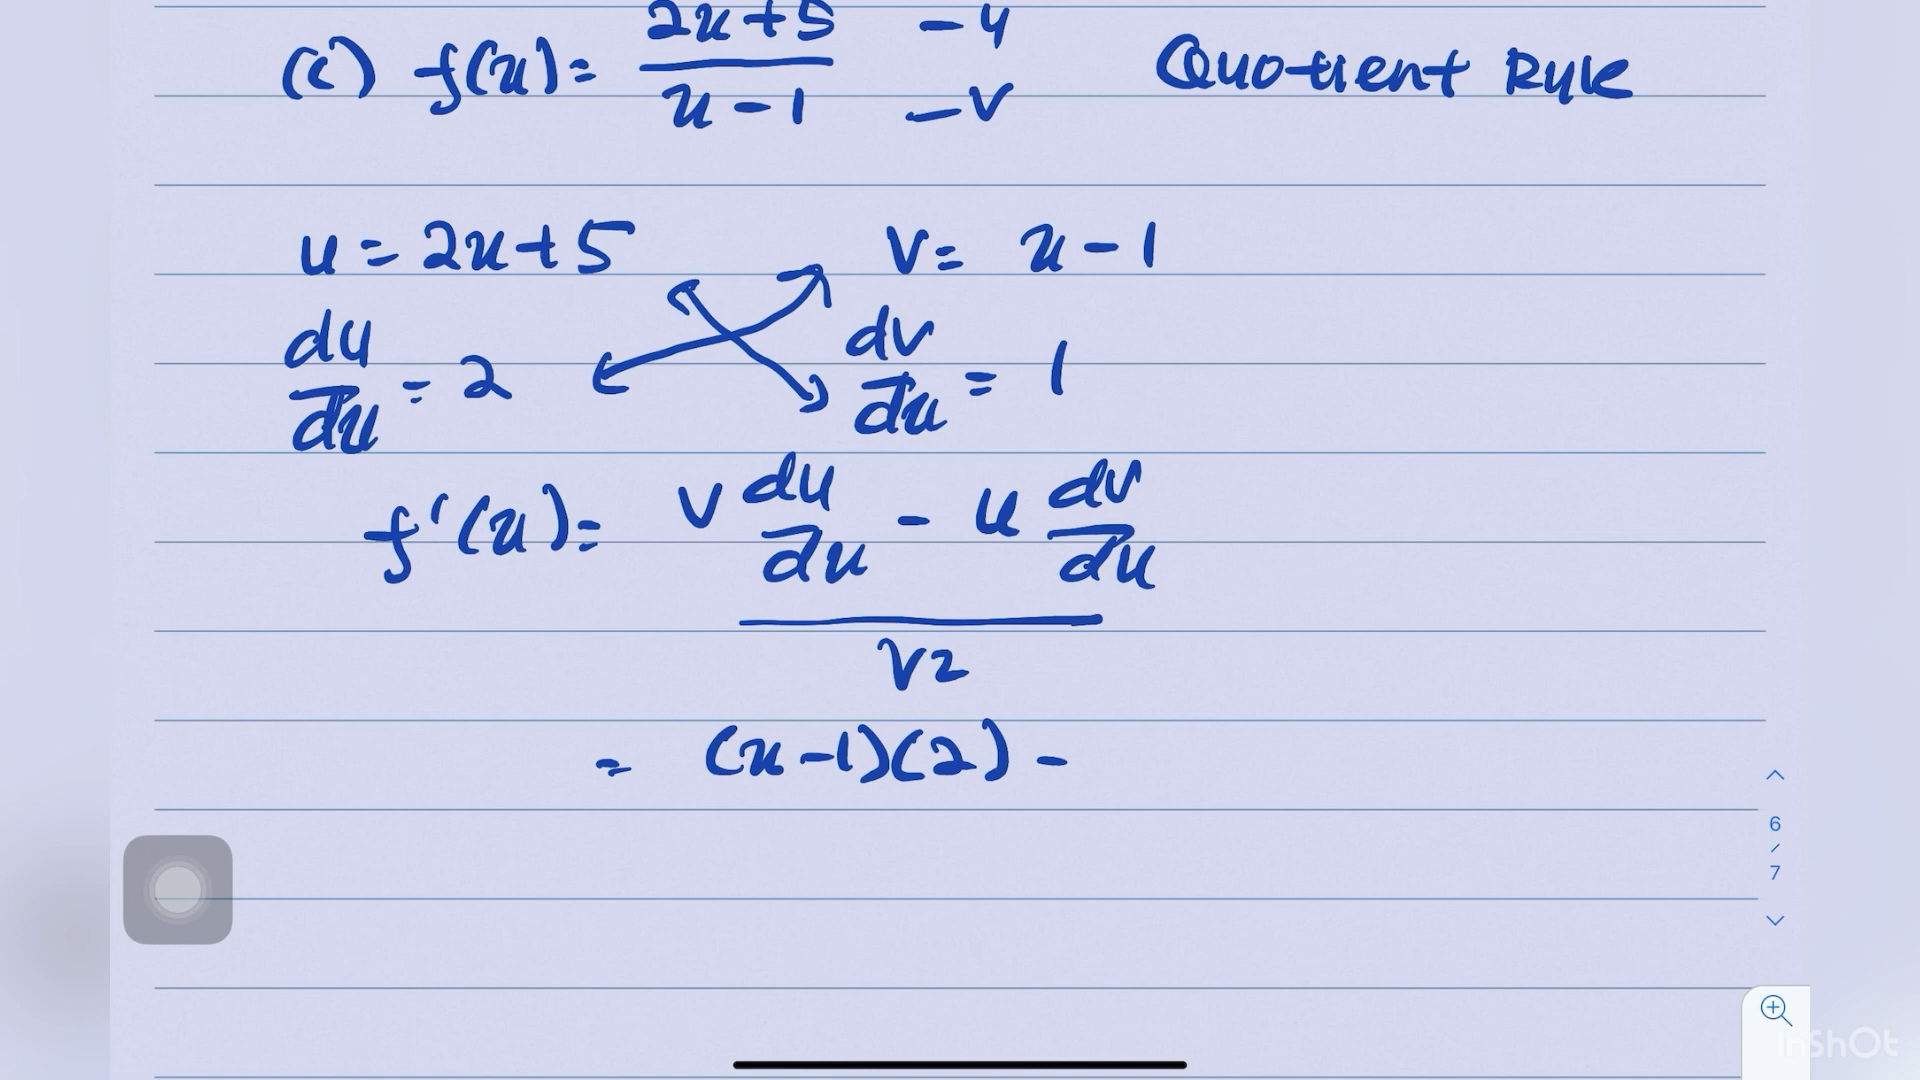 2x+5 - u
(c) f(x)= ───── Quotient Rule
x-1 - v
u = 2x+5 v= x-1
du/dx = 2 dv/dx = 1
f'(x)= v du/dx - u dv/dx
v2
= (x-1)(2) -
6
/
7
InShOt